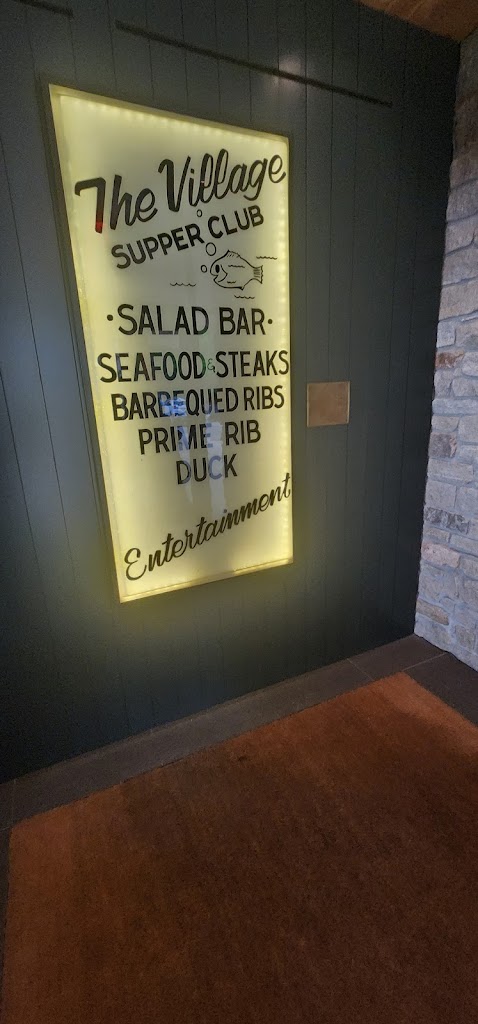 The Village
SUPPER CLUB
·SALAD BAR·
SEAFOOD & STEAKS
BARBEQUED RIBS
PRIME RIB
DUCK
Entertainment